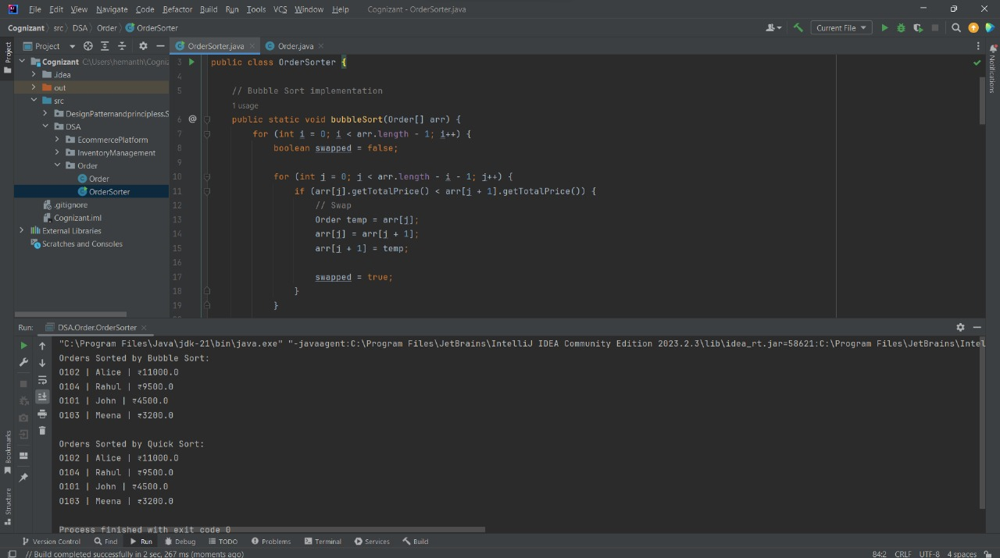 File Edit View Navigate Code Refactor Build Run Tools VCS Window Help Cognizant - OrderSorter.java
Cognizant src DSA Order OrderSorter Current File
Project OrderSorter.java Order.java
Project
Notifications
Cognizant C:\Users\hemanth\Cogniz
.idea
out
src
DesignPatternandprincipless.S
DSA
EcommercePlatform
InventoryManagement
Order
Order
OrderSorter
.gitignore
Cognizant.iml
External Libraries
Scratches and Consoles
3 public class OrderSorter {
4
5 // Bubble Sort implementation
1 usage
6 @ public static void bubbleSort(Order[] arr) {
7 for (int i = 0; i < arr.length - 1; i++) {
8 boolean swapped = false;
9
10 for (int j = 0; j < arr.length - i - 1; j++) {
11 if (arr[j].getTotalPrice() < arr[j + 1].getTotalPrice()) {
12 // Swap
13 Order temp = arr[j];
14 arr[j] = arr[j + 1];
15 arr[j + 1] = temp;
16
17 swapped = true;
18 }
19 }
Run: DSA.Order.OrderSorter
"C:\Program Files\Java\jdk-21\bin\java.exe" "-javaagent:C:\Program Files\JetBrains\IntelliJ IDEA Community Edition 2023.2.3\lib\idea_rt.jar=58621:C:\Program Files\JetBrains\Intel
Orders Sorted by Bubble Sort:
O102 | Alice | ₹11000.0
O104 | Rahul | ₹9500.0
O101 | John | ₹4500.0
O103 | Meena | ₹3200.0
Orders Sorted by Quick Sort:
O102 | Alice | ₹11000.0
O104 | Rahul | ₹9500.0
O101 | John | ₹4500.0
O103 | Meena | ₹3200.0
Process finished with exit code 0
Bookmarks
Structure
Version Control Find Run Debug TODO Problems Terminal Services Build
// Build completed successfully in 2 sec, 267 ms (moments ago) 84:2 CRLF UTF-8 4 spaces